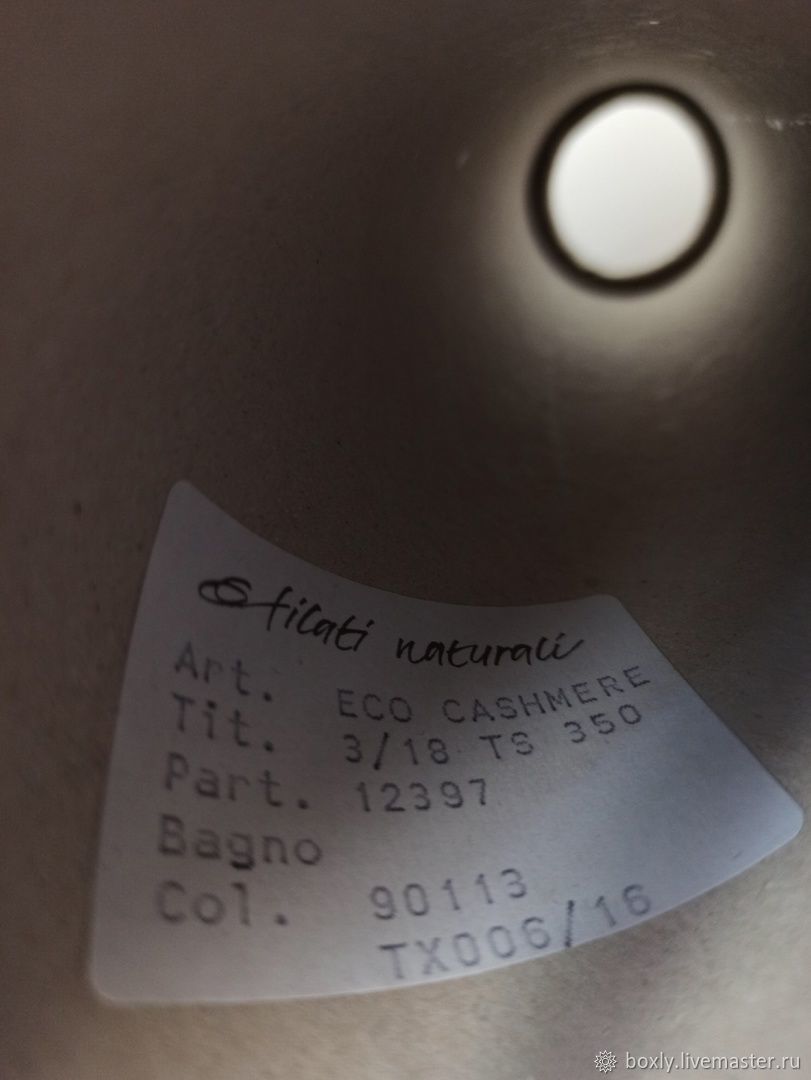 filati naturali
Art. ECO CASHMERE
Tit. 3/18 TS 350
Part. 12397
Bagno
Col. 90113
TX006/16
boxly.livemaster.ru